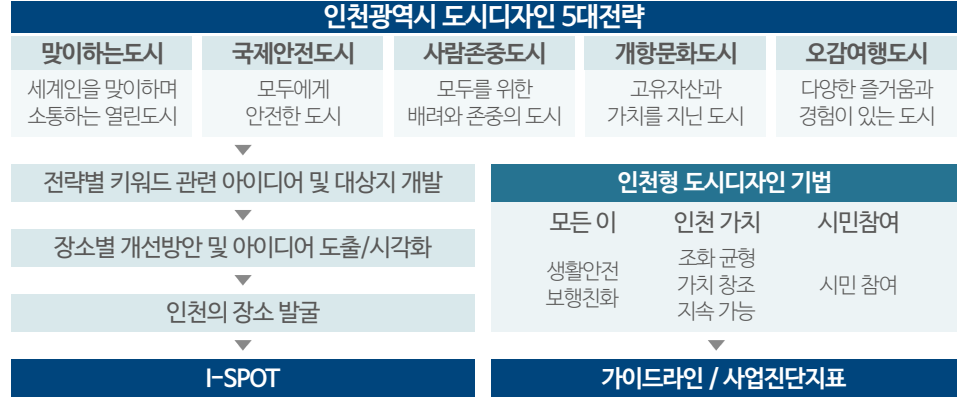 인천광역시 도시디자인 5대전략
맞이하는도시
세계인을 맞이하며
소통하는 열린도시
국제안전도시
모두에게
안전한 도시
사람존중도시
모두를 위한
배려와 존중의 도시
개항문화도시
고유자산과
가치를 지닌 도시
오감여행도시
다양한 즐거움과
경험이 있는 도시
전략별 키워드 관련 아이디어 및 대상지 개발
장소별 개선방안 및 아이디어 도출/시각화
인천의 장소 발굴
I-SPOT
인천형 도시디자인 기법
모든 이
생활안전
보행진화
인천 가치
조화 균형
가치 창조
지속 가능
시민참여
시민 참여
가이드라인 / 사업진단지표